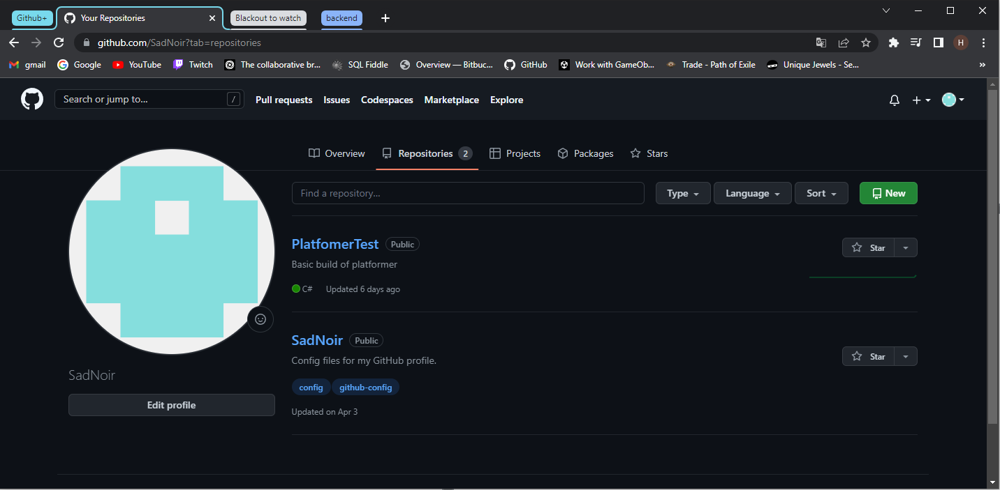 Github+ Your Repositories Blackout to watch backend
github.com/SadNoir?tab=repositories H
gmail Google YouTube Twitch The collaborative br... SQL Fiddle Overview — Bitbuc... GitHub Work with GameOb... Trade - Path of Exile Unique Jewels - Se... »
Search or jump to... / Pull requests Issues Codespaces Marketplace Explore
Overview Repositories 2 Projects Packages Stars
Find a repository... Type Language Sort New
PlatfomerTest Public Star
Basic build of platformer
C# Updated 6 days ago
SadNoir Public Star
Config files for my GitHub profile.
config github-config
Updated on Apr 3
SadNoir
Edit profile